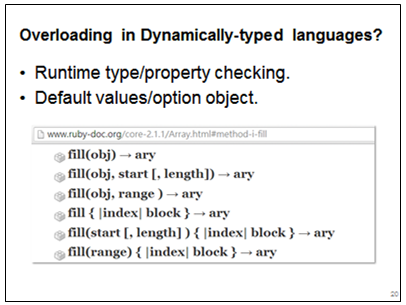 Overloading in Dynamically-typed languages?
• Runtime type/property checking.
• Default values/option object.
www.ruby-doc.org/core-2.1.1/Array.html#method-i-fill
fill(obj) → ary
fill(obj, start [, length]) → ary
fill(obj, range ) → ary
fill { |index| block } → ary
fill(start [, length] ) { |index| block } → ary
fill(range) { |index| block } → ary
20